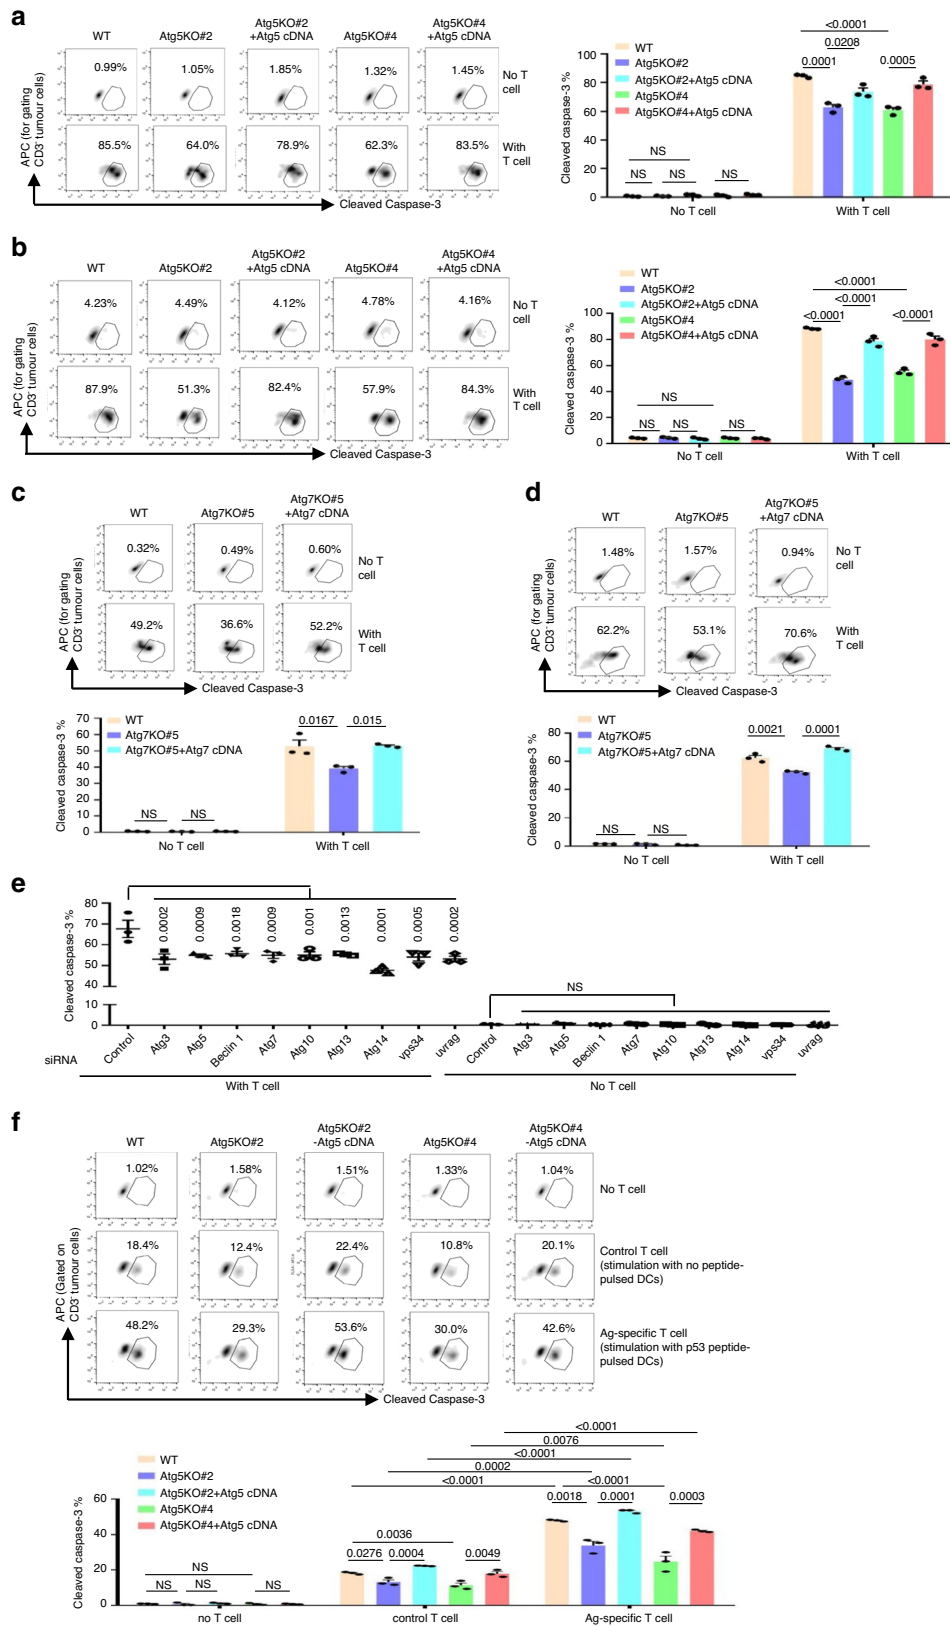 a
WT
Atg5KO#2
Atg5KO#2
+Atg5 cDNA
Atg5KO#4
Atg5KO#4
+Atg5 cDNA
0.99%
1.05%
1.85%
1.32%
1.45%
No T
cell
85.5%
64.0%
78.9%
62.3%
83.5%
With
T cell
APC (for gating
CD3- tumour cells)
Cleaved Caspase-3
Cleaved caspase-3 %
100
80
60
40
20
0
WT
Atg5KO#2
Atg5KO#2+Atg5 cDNA
Atg5KO#4
Atg5KO#4+Atg5 cDNA
NS
NS
NS
NS
<0.0001
0.0208
0.0001
0.0005
No T cell
With T cell
b
WT
Atg5KO#2
Atg5KO#2
+Atg5 cDNA
Atg5KO#4
Atg5KO#4
+Atg5 cDNA
4.23%
4.49%
4.12%
4.78%
4.16%
No T
cell
87.9%
51.3%
82.4%
57.9%
84.3%
With
T cell
APC (for gating
CD3- tumour cells)
Cleaved Caspase-3
Cleaved caspase-3 %
100
80
60
40
20
0
WT
Atg5KO#2
Atg5KO#2+Atg5 cDNA
Atg5KO#4
Atg5KO#4+Atg5 cDNA
NS
NS
NS
NS
<0.0001
<0.0001
<0.0001
<0.0001
No T cell
With T cell
c
WT
Atg7KO#5
Atg7KO#5
+Atg7 cDNA
0.32%
0.49%
0.60%
No T
cell
49.2%
36.6%
52.2%
With
T cell
APC (for gating
CD3- tumour cells)
Cleaved Caspase-3
Cleaved caspase-3 %
70
60
50
40
30
20
10
0
WT
Atg7KO#5
Atg7KO#5+Atg7 cDNA
NS
NS
0.0167
0.015
No T cell
With T cell
d
WT
Atg7KO#5
Atg7KO#5
+Atg7 cDNA
1.48%
1.57%
0.94%
No T
cell
62.2%
53.1%
70.6%
With
T cell
APC (for gating
CD3- tumour cells)
Cleaved Caspase-3
Cleaved caspase-3 %
80
60
40
20
0
WT
Atg7KO#5
Atg7KO#5+Atg7 cDNA
NS
NS
0.0021
0.0001
No T cell
With T cell
e
Cleaved caspase-3 %
80
70
60
50
40
10
0
0.0002
0.0009
0.0018
0.0009
0.001
0.0013
0.0001
0.0005
0.0002
NS
siRNA
Control
Atg3
Atg5
Beclin 1
Atg7
Atg10
Atg13
Atg14
vps34
uvrag
Control
Atg3
Atg5
Beclin 1
Atg7
Atg10
Atg13
Atg14
vps34
uvrag
With T cell
No T cell
f
WT
Atg5KO#2
Atg5KO#2
-Atg5 cDNA
Atg5KO#4
Atg5KO#4
-Atg5 cDNA
1.02%
1.58%
1.51%
1.33%
1.04%
No T cell
18.4%
12.4%
22.4%
10.8%
20.1%
Control T cell
(stimulation with no peptide-
pulsed DCs)
48.2%
29.3%
53.6%
30.0%
42.6%
Ag-specific T cell
(stimulation with p53 peptide-
pulsed DCs)
APC (Gated on
CD3- tumour cells)
Cleaved Caspase-3
Cleaved caspase-3 %
60
40
20
0
WT
Atg5KO#2
Atg5KO#2+Atg5 cDNA
Atg5KO#4
Atg5KO#4+Atg5 cDNA
NS
NS
NS
NS
0.0036
0.0276
0.0004
0.0049
<0.0001
0.0076
<0.0001
0.0002
<0.0001
<0.0001
0.0018
0.0001
0.0003
no T cell
control T cell
Ag-specific T cell